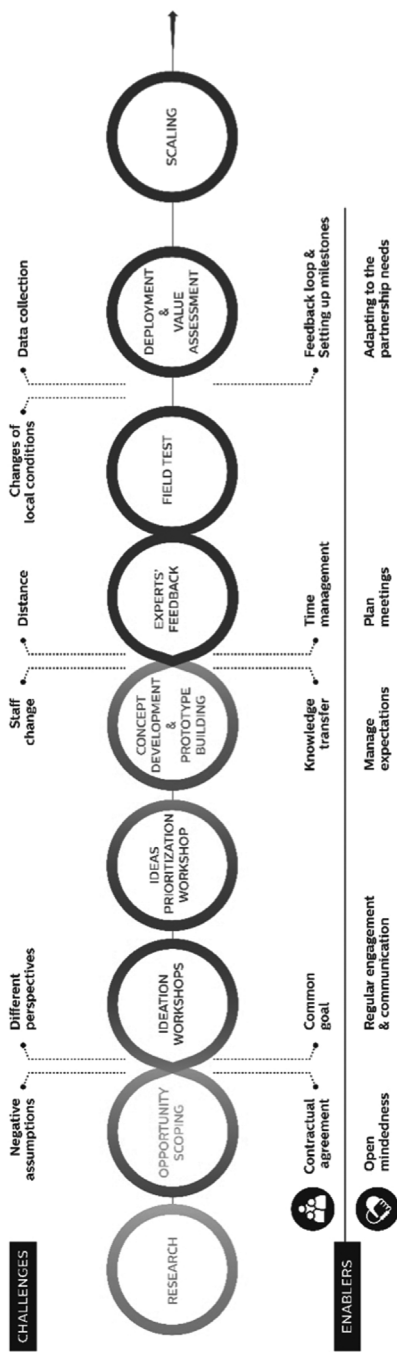 CHALLENGES
Negative
assumptions
Different
perspectives
Staff
change
Distance
Changes of
local conditions
Data collection
RESEARCH
OPPORTUNITY
SCOPING
IDEATION
WORKSHOPS
IDEAS
PRIORITIZATION
WORKSHOP
CONCEPT
DEVELOPMENT
&
PROTOTYPE
BUILDING
EXPERTS'
FEEDBACK
FIELD TEST
DEPLOYMENT
&
VALUE
ASSESSMENT
SCALING
Contractual
agreement
Common
goal
Knowledge
transfer
Time
management
Feedback loop &
Setting up milestones
ENABLERS
Open
mindedness
Regular engagement
& communication
Manage
expectations
Plan
meetings
Adapting to the
partnership needs